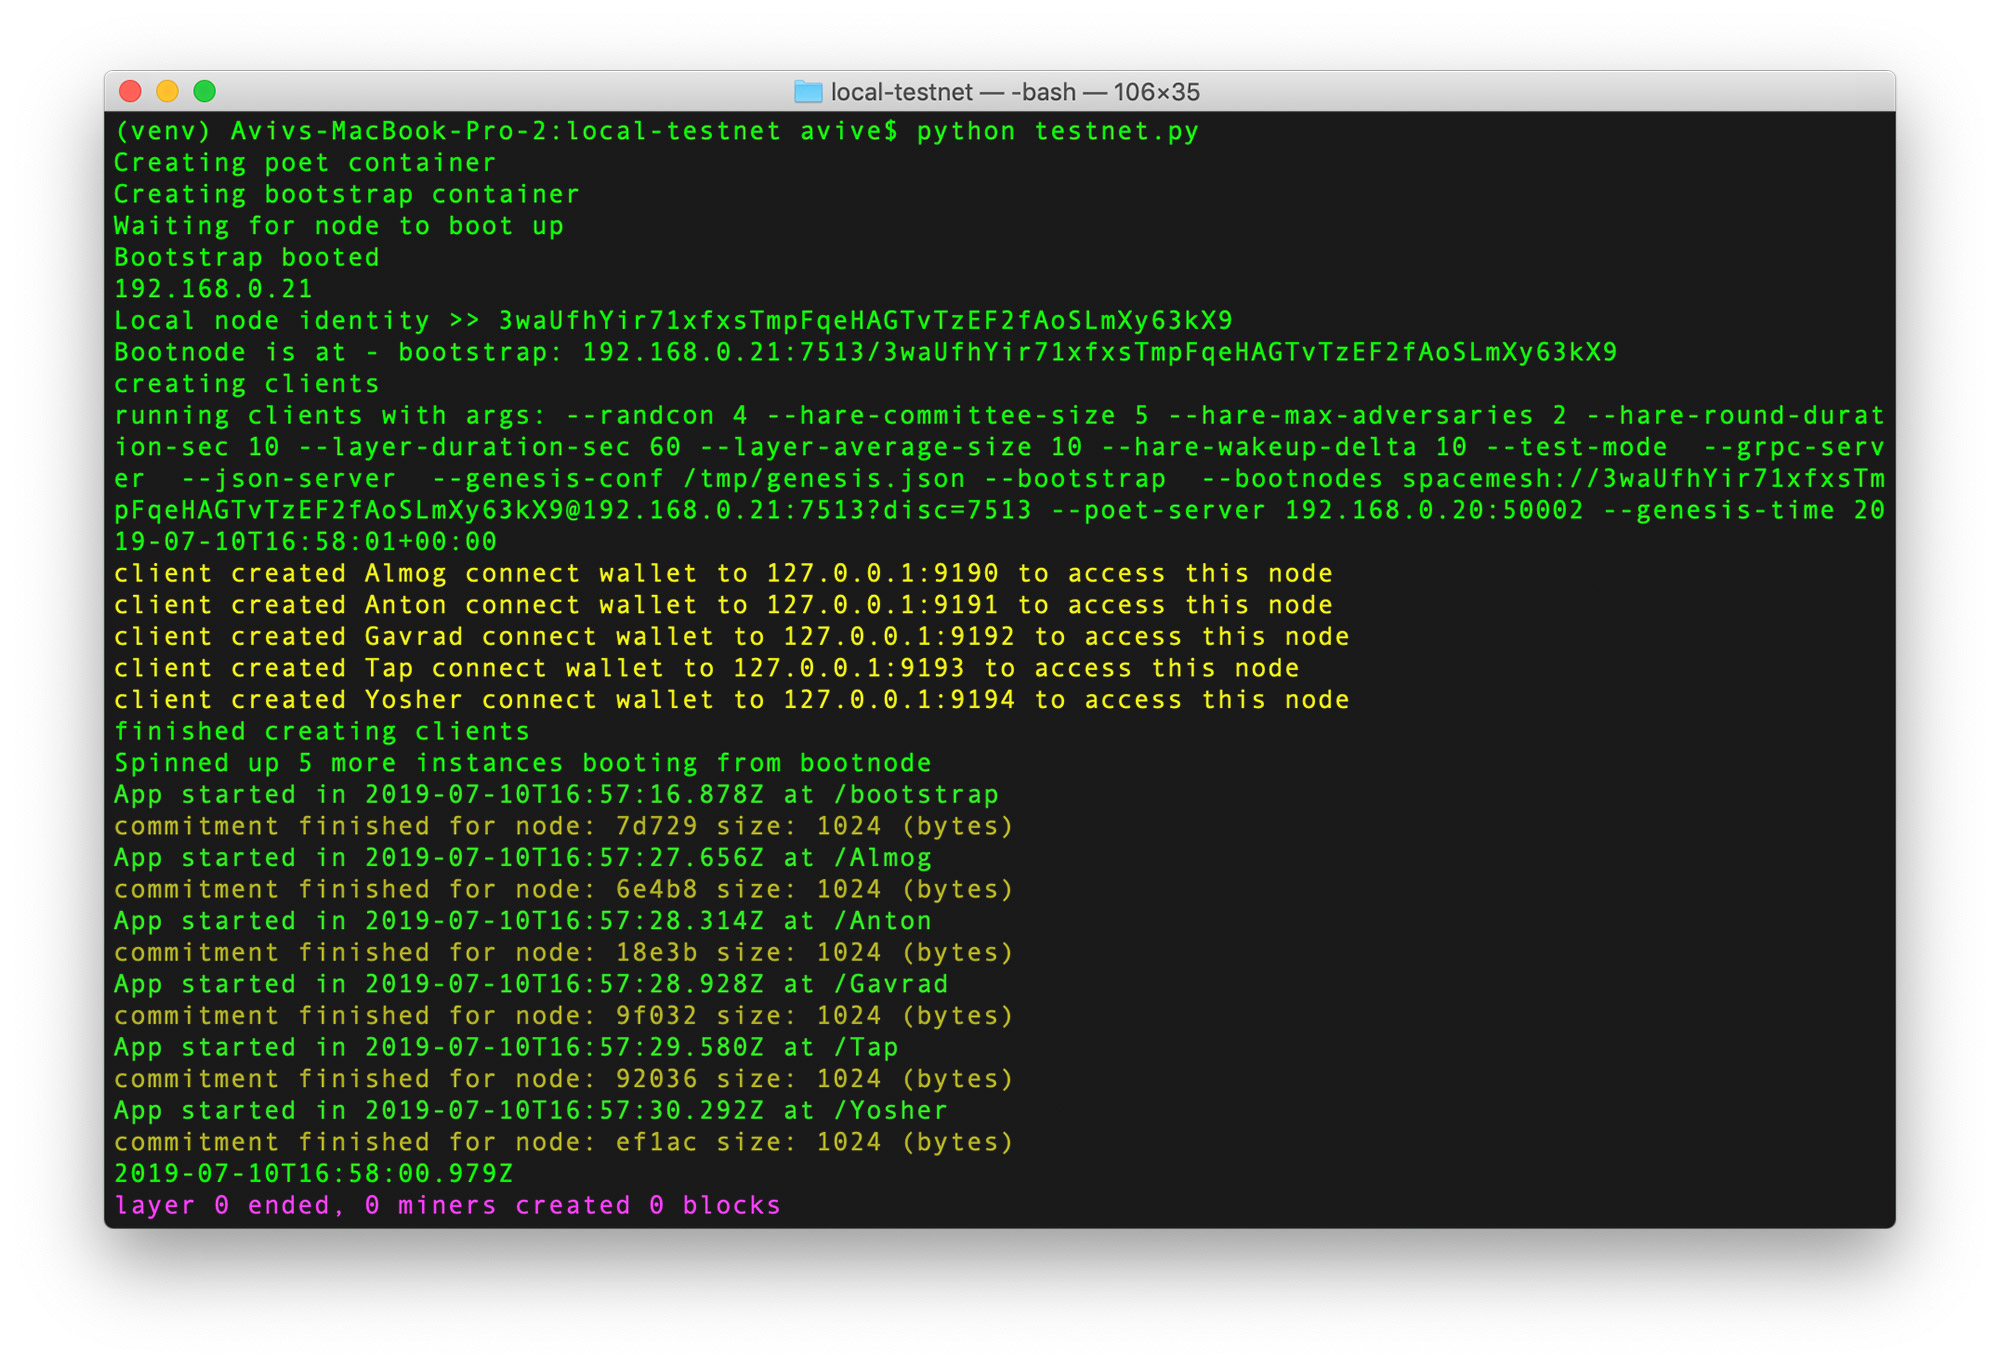 local-testnet — -bash — 106×35
(venv) Avivs-MacBook-Pro-2:local-testnet avive$ python testnet.py
Creating poet container
Creating bootstrap container
Waiting for node to boot up
Bootstrap booted
192.168.0.21
Local node identity >> 3waUfhYir71xfxsTmpFqeHAGTvTzEF2fAoSLmXy63kX9
Bootnode is at - bootstrap: 192.168.0.21:7513/3waUfhYir71xfxsTmpFqeHAGTvTzEF2fAoSLmXy63kX9
creating clients
running clients with args: --randcon 4 --hare-committee-size 5 --hare-max-adversaries 2 --hare-round-durat
ion-sec 10 --layer-duration-sec 60 --layer-average-size 10 --hare-wakeup-delta 10 --test-mode  --grpc-serv
er  --json-server  --genesis-conf /tmp/genesis.json --bootstrap  --bootnodes spacemesh://3waUfhYir71xfxsTm
pFqeHAGTvTzEF2fAoSLmXy63kX9@192.168.0.21:7513?disc=7513 --poet-server 192.168.0.20:50002 --genesis-time 20
19-07-10T16:58:01+00:00
client created Almog connect wallet to 127.0.0.1:9190 to access this node
client created Anton connect wallet to 127.0.0.1:9191 to access this node
client created Gavrad connect wallet to 127.0.0.1:9192 to access this node
client created Tap connect wallet to 127.0.0.1:9193 to access this node
client created Yosher connect wallet to 127.0.0.1:9194 to access this node
finished creating clients
Spinned up 5 more instances booting from bootnode
App started in 2019-07-10T16:57:16.878Z at /bootstrap
commitment finished for node: 7d729 size: 1024 (bytes)
App started in 2019-07-10T16:57:27.656Z at /Almog
commitment finished for node: 6e4b8 size: 1024 (bytes)
App started in 2019-07-10T16:57:28.314Z at /Anton
commitment finished for node: 18e3b size: 1024 (bytes)
App started in 2019-07-10T16:57:28.928Z at /Gavrad
commitment finished for node: 9f032 size: 1024 (bytes)
App started in 2019-07-10T16:57:29.580Z at /Tap
commitment finished for node: 92036 size: 1024 (bytes)
App started in 2019-07-10T16:57:30.292Z at /Yosher
commitment finished for node: ef1ac size: 1024 (bytes)
2019-07-10T16:58:00.979Z
layer 0 ended, 0 miners created 0 blocks